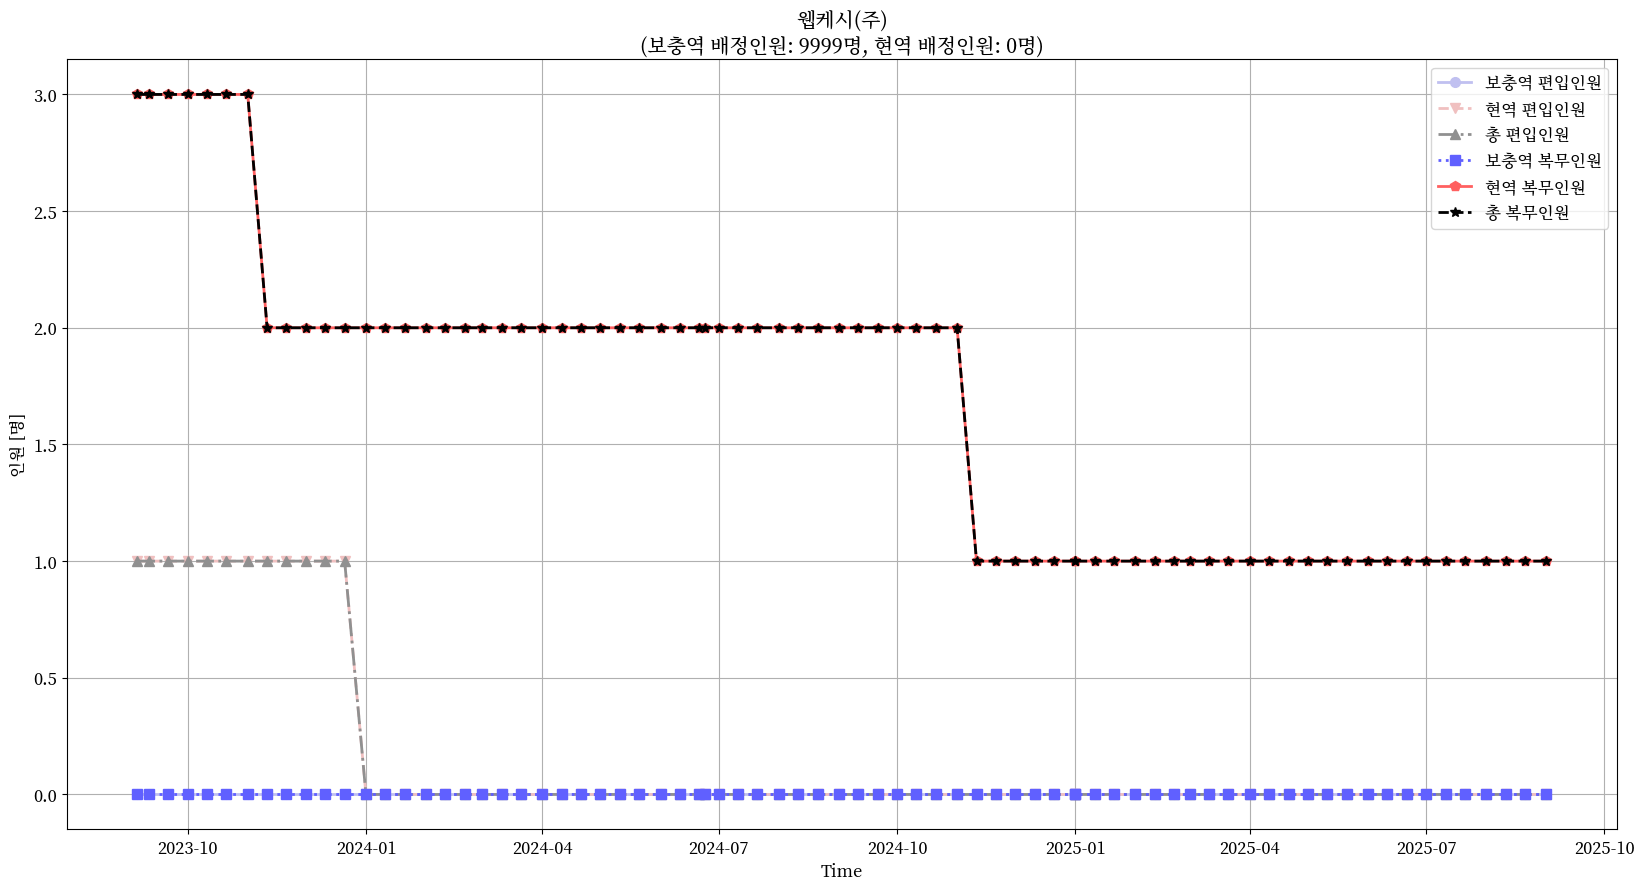 웹케시(주)
(보충역 배정인원: 9999명, 현역 배정인원: 0명)
보충역 편입인원
현역 편입인원
총 편입인원
보충역 복무인원
현역 복무인원
총 복무인원
3.0
2.5
2.0
1.5
1.0
0.5
0.0
인원 [명]
2023-10
2024-01
2024-04
2024-07
2024-10
2025-01
2025-04
2025-07
2025-10
Time